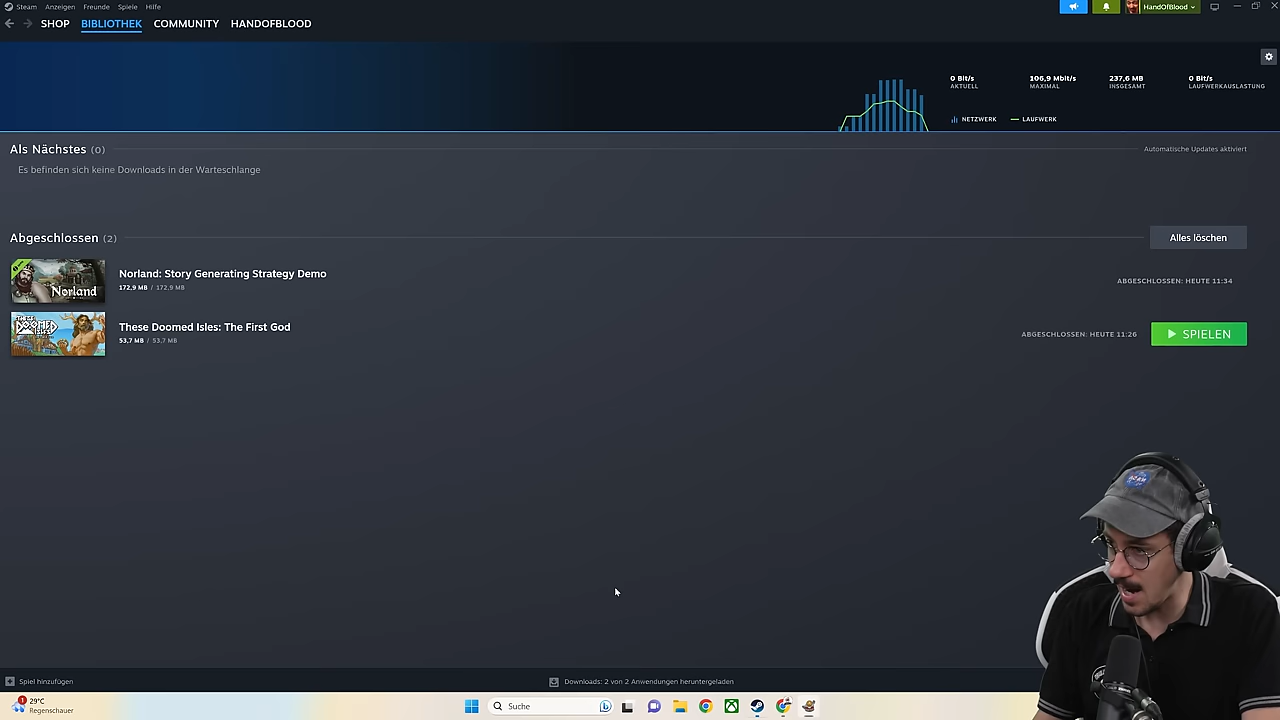 Steam Anzeigen Freunde Spiele Hilfe
HandOfBlood
SHOP BIBLIOTHEK COMMUNITY HANDOFBLOOD
0 Bit/s 106,9 Mbit/s 237,6 MB 0 Bit/s
AKTUELL MAXIMAL INSGESAMT LAUFWERKAUSLASTUNG
NETZWERK LAUFWERK
Als Nächstes (0)
Automatische Updates aktiviert
Es befinden sich keine Downloads in der Warteschlange
Abgeschlossen (2)
Alles löschen
Norland
Norland: Story Generating Strategy Demo
172,9 MB / 172,9 MB
ABGESCHLOSSEN: HEUTE 11:34
THESE DOOMED ISLES
These Doomed Isles: The First God
53,7 MB / 53,7 MB
ABGESCHLOSSEN: HEUTE 11:26
SPIELEN
Spiel hinzufügen
Downloads: 2 von 2 Anwendungen heruntergeladen
1
29°C
Regenschauer
Suche